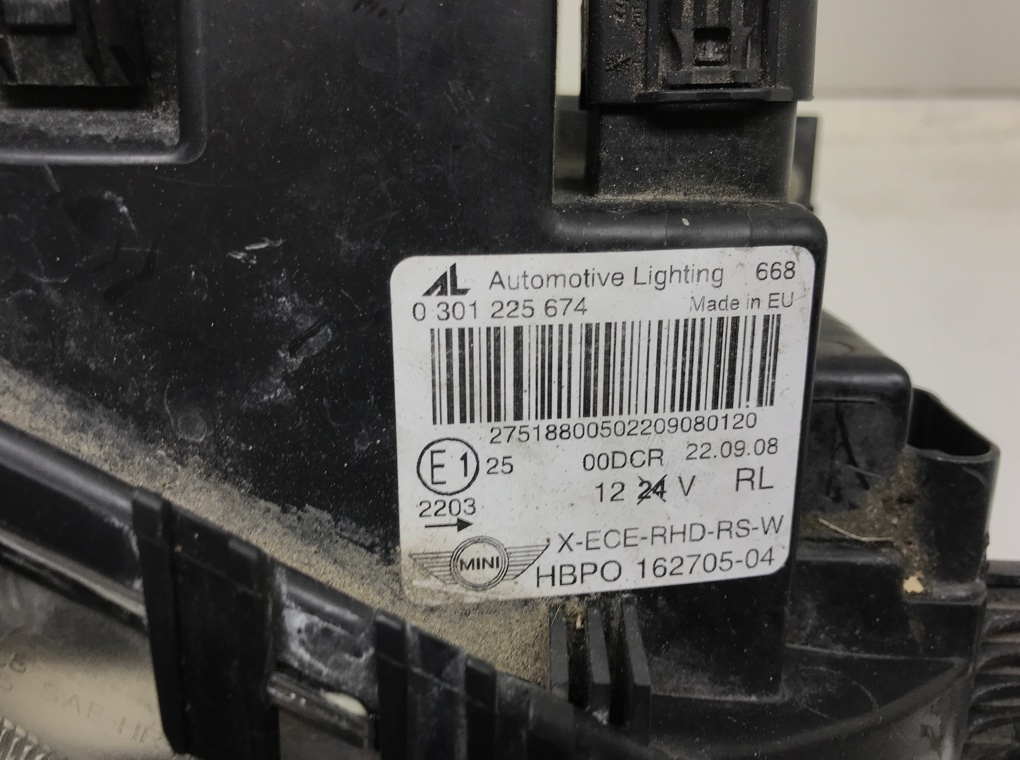 AL Automotive Lighting 668
0 301 225 674 Made in EU
27518800502209080120
E1 25 00DCR 22.09.08
2203 12 24 V RL
X-ECE-RHD-RS-W
MINI HBPO 162705-04
SAE